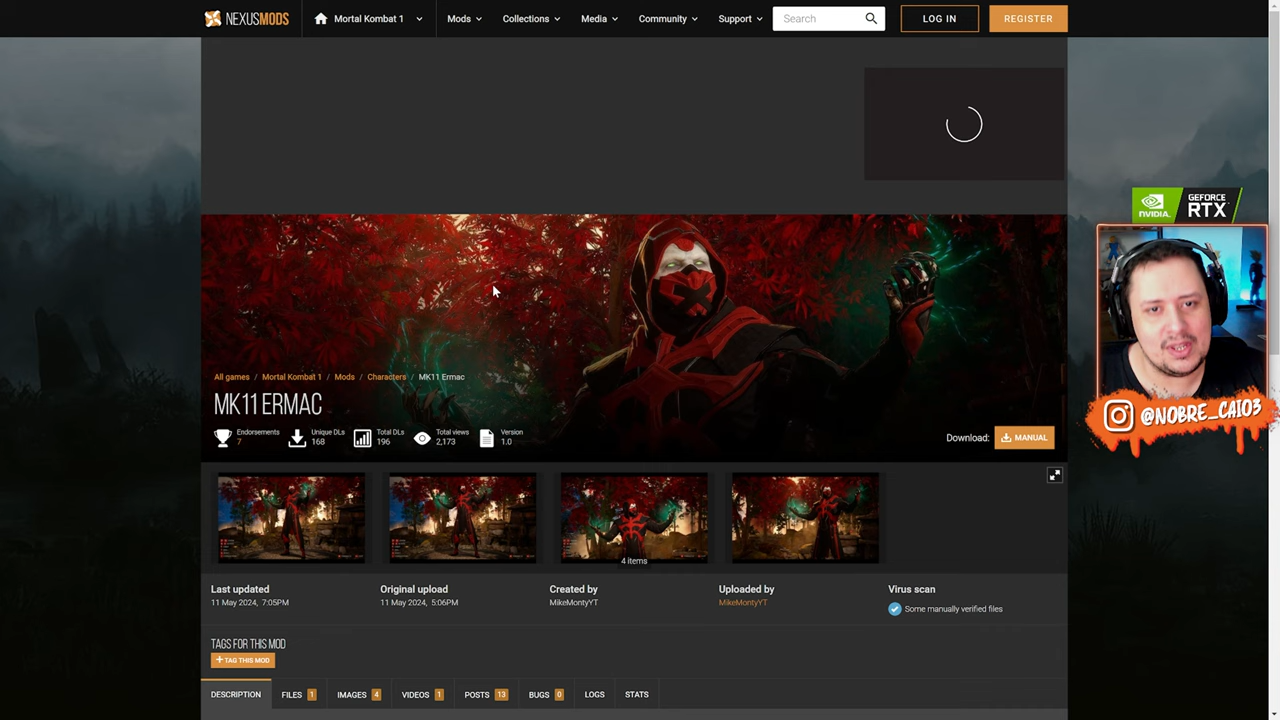 NEXUSMODS
Mortal Kombat 1
Mods
Collections
Media
Community
Support
Search
LOG IN
REGISTER
NVIDIA.
GEFORCE
RTX
@NOBRE_CAIO3
All games / Mortal Kombat 1 / Mods / Characters / MK11 Ermac
MK11 ERMAC
Endorsements
7
Unique DLs
168
Total DLs
196
Total views
2,173
Version
1.0
Download:
MANUAL
4 items
Last updated
11 May 2024, 7:05PM
Original upload
11 May 2024, 5:06PM
Created by
MikeMontyYT
Uploaded by
MikeMontyYT
Virus scan
Some manually verified files
TAGS FOR THIS MOD
+ TAG THIS MOD
DESCRIPTION
FILES 1
IMAGES 4
VIDEOS 1
POSTS 13
BUGS 0
LOGS
STATS